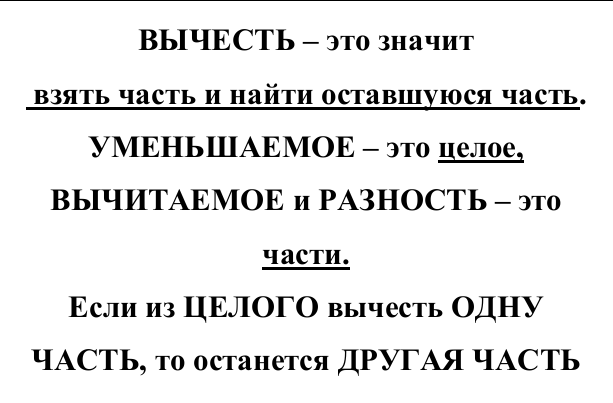 ВЫЧЕСТЬ – это значит
взять часть и найти оставшуюся часть.
УМЕНЬШАЕМОЕ – это целое,
ВЫЧИТАЕМОЕ и РАЗНОСТЬ – это
части.
Если из ЦЕЛОГО вычесть ОДНУ
ЧАСТЬ, то останется ДРУГАЯ ЧАСТЬ